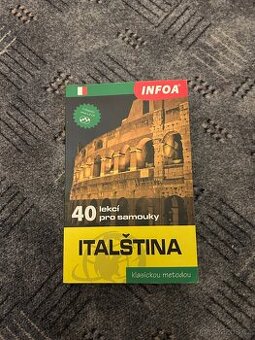 INFOA
40 lekcí
pro samouky
ITALŠTINA
klasickou metodou